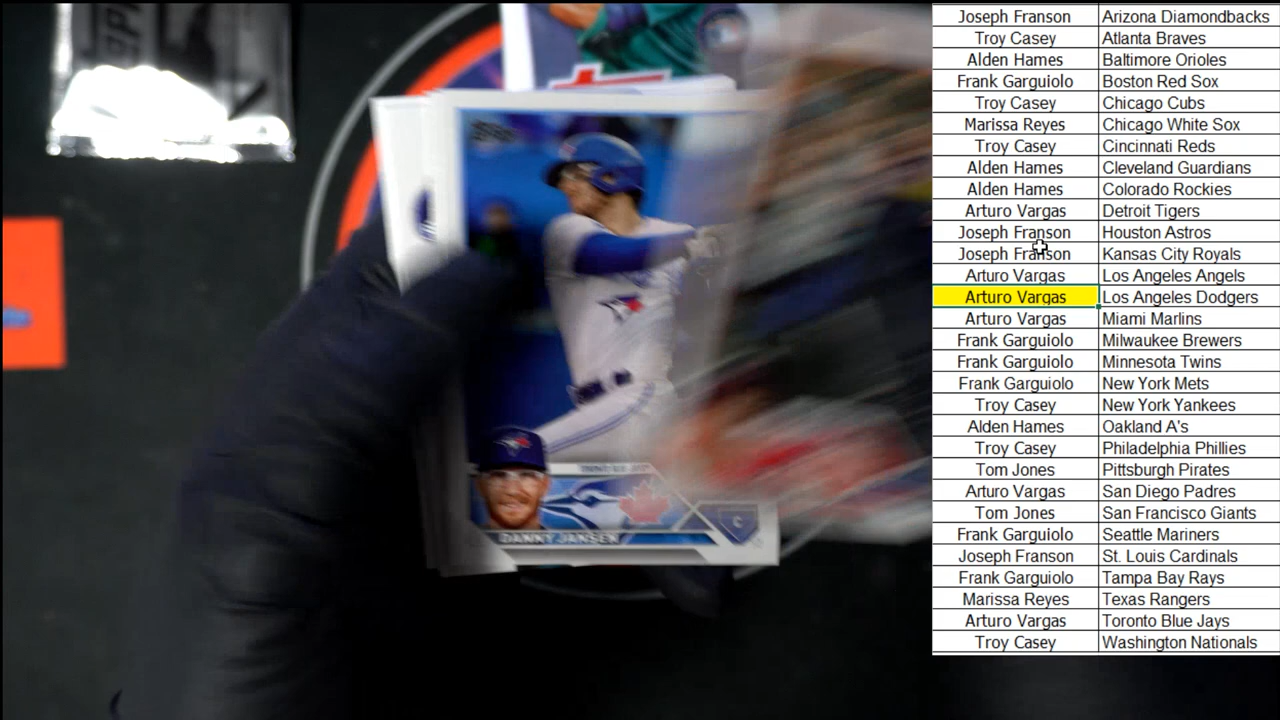 Topps
DANNY JANSEN
C
Joseph Franson Arizona Diamondbacks
Troy Casey Atlanta Braves
Alden Hames Baltimore Orioles
Frank Garguiolo Boston Red Sox
Troy Casey Chicago Cubs
Marissa Reyes Chicago White Sox
Troy Casey Cincinnati Reds
Alden Hames Cleveland Guardians
Alden Hames Colorado Rockies
Arturo Vargas Detroit Tigers
Joseph Franson Houston Astros
Joseph Franson Kansas City Royals
Arturo Vargas Los Angeles Angels
Arturo Vargas Los Angeles Dodgers
Arturo Vargas Miami Marlins
Frank Garguiolo Milwaukee Brewers
Frank Garguiolo Minnesota Twins
Frank Garguiolo New York Mets
Troy Casey New York Yankees
Alden Hames Oakland A's
Troy Casey Philadelphia Phillies
Tom Jones Pittsburgh Pirates
Arturo Vargas San Diego Padres
Tom Jones San Francisco Giants
Frank Garguiolo Seattle Mariners
Joseph Franson St. Louis Cardinals
Frank Garguiolo Tampa Bay Rays
Marissa Reyes Texas Rangers
Arturo Vargas Toronto Blue Jays
Troy Casey Washington Nationals